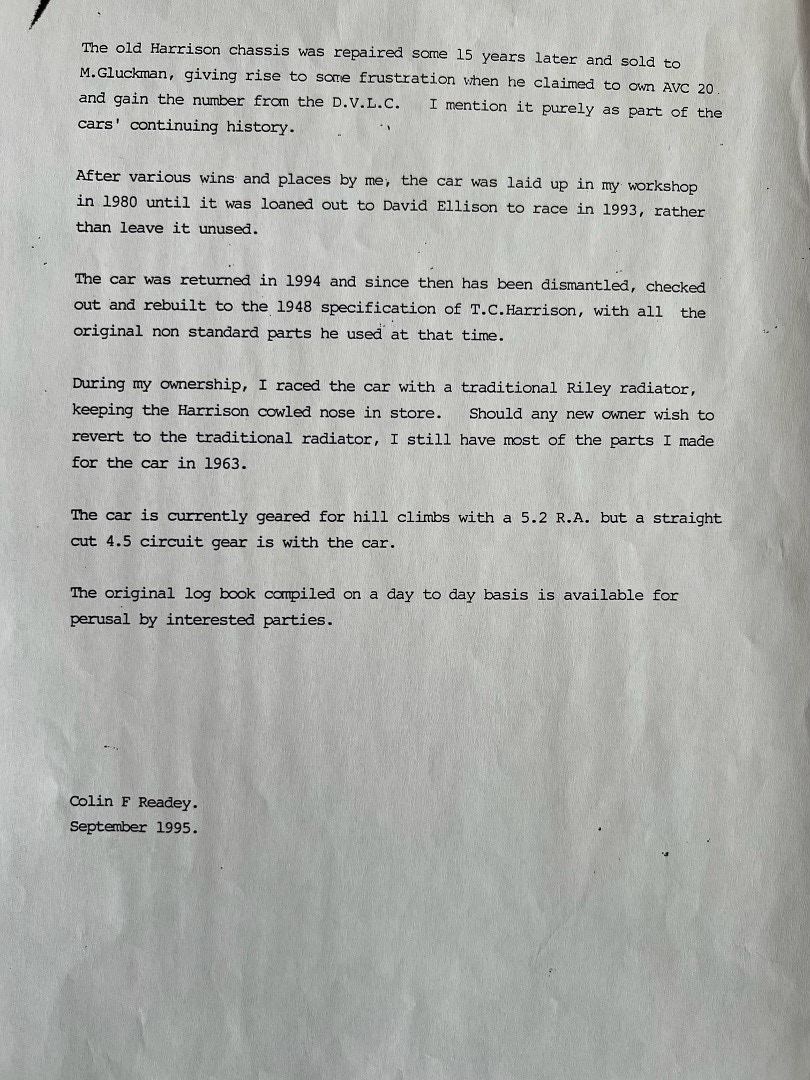 The old Harrison chassis was repaired some 15 years later and sold to
M.Gluckman, giving rise to some frustration when he claimed to own AVC 20.
and gain the number from the D.V.L.C.   I mention it purely as part of the
cars' continuing history.
After various wins and places by me, the car was laid up in my workshop
in 1980 until it was loaned out to David Ellison to race in 1993, rather
than leave it unused.
The car was returned in 1994 and since then has been dismantled, checked
out and rebuilt to the 1948 specification of T.C.Harrison, with all  the
original non standard parts he used at that time.
During my ownership, I raced the car with a traditional Riley radiator,
keeping the Harrison cowled nose in store.   Should any new owner wish to
revert to the traditional radiator, I still have most of the parts I made
for the car in 1963.
The car is currently geared for hill climbs with a 5.2 R.A. but a straight
cut 4.5 circuit gear is with the car.
The original log book compiled on a day to day basis is available for
perusal by interested parties.
Colin F Readey.
September 1995.